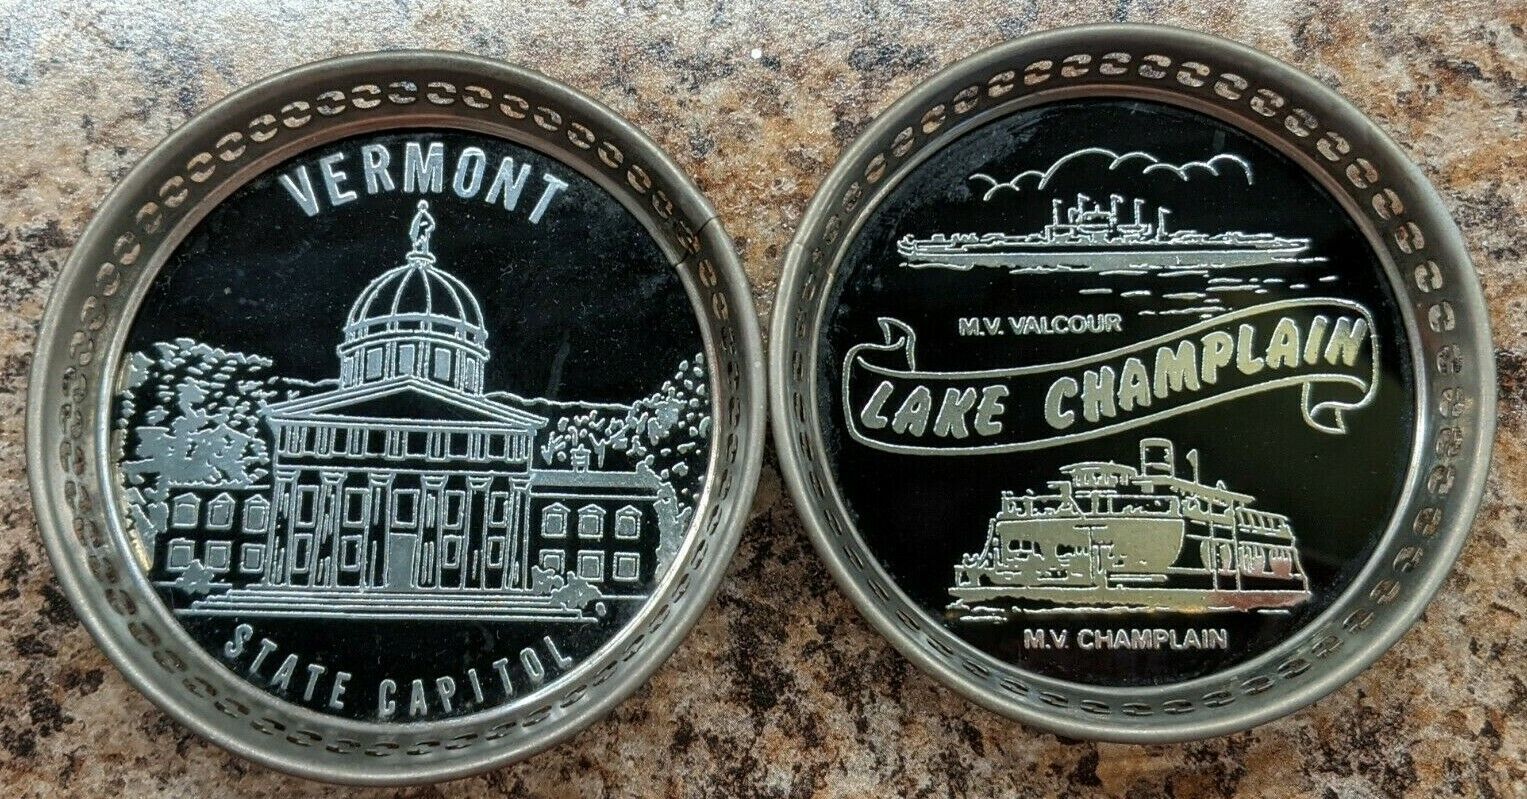 VERMONT
STATE CAPITOL
M.V. VALCOUR
LAKE CHAMPLAIN
M.V. CHAMPLAIN